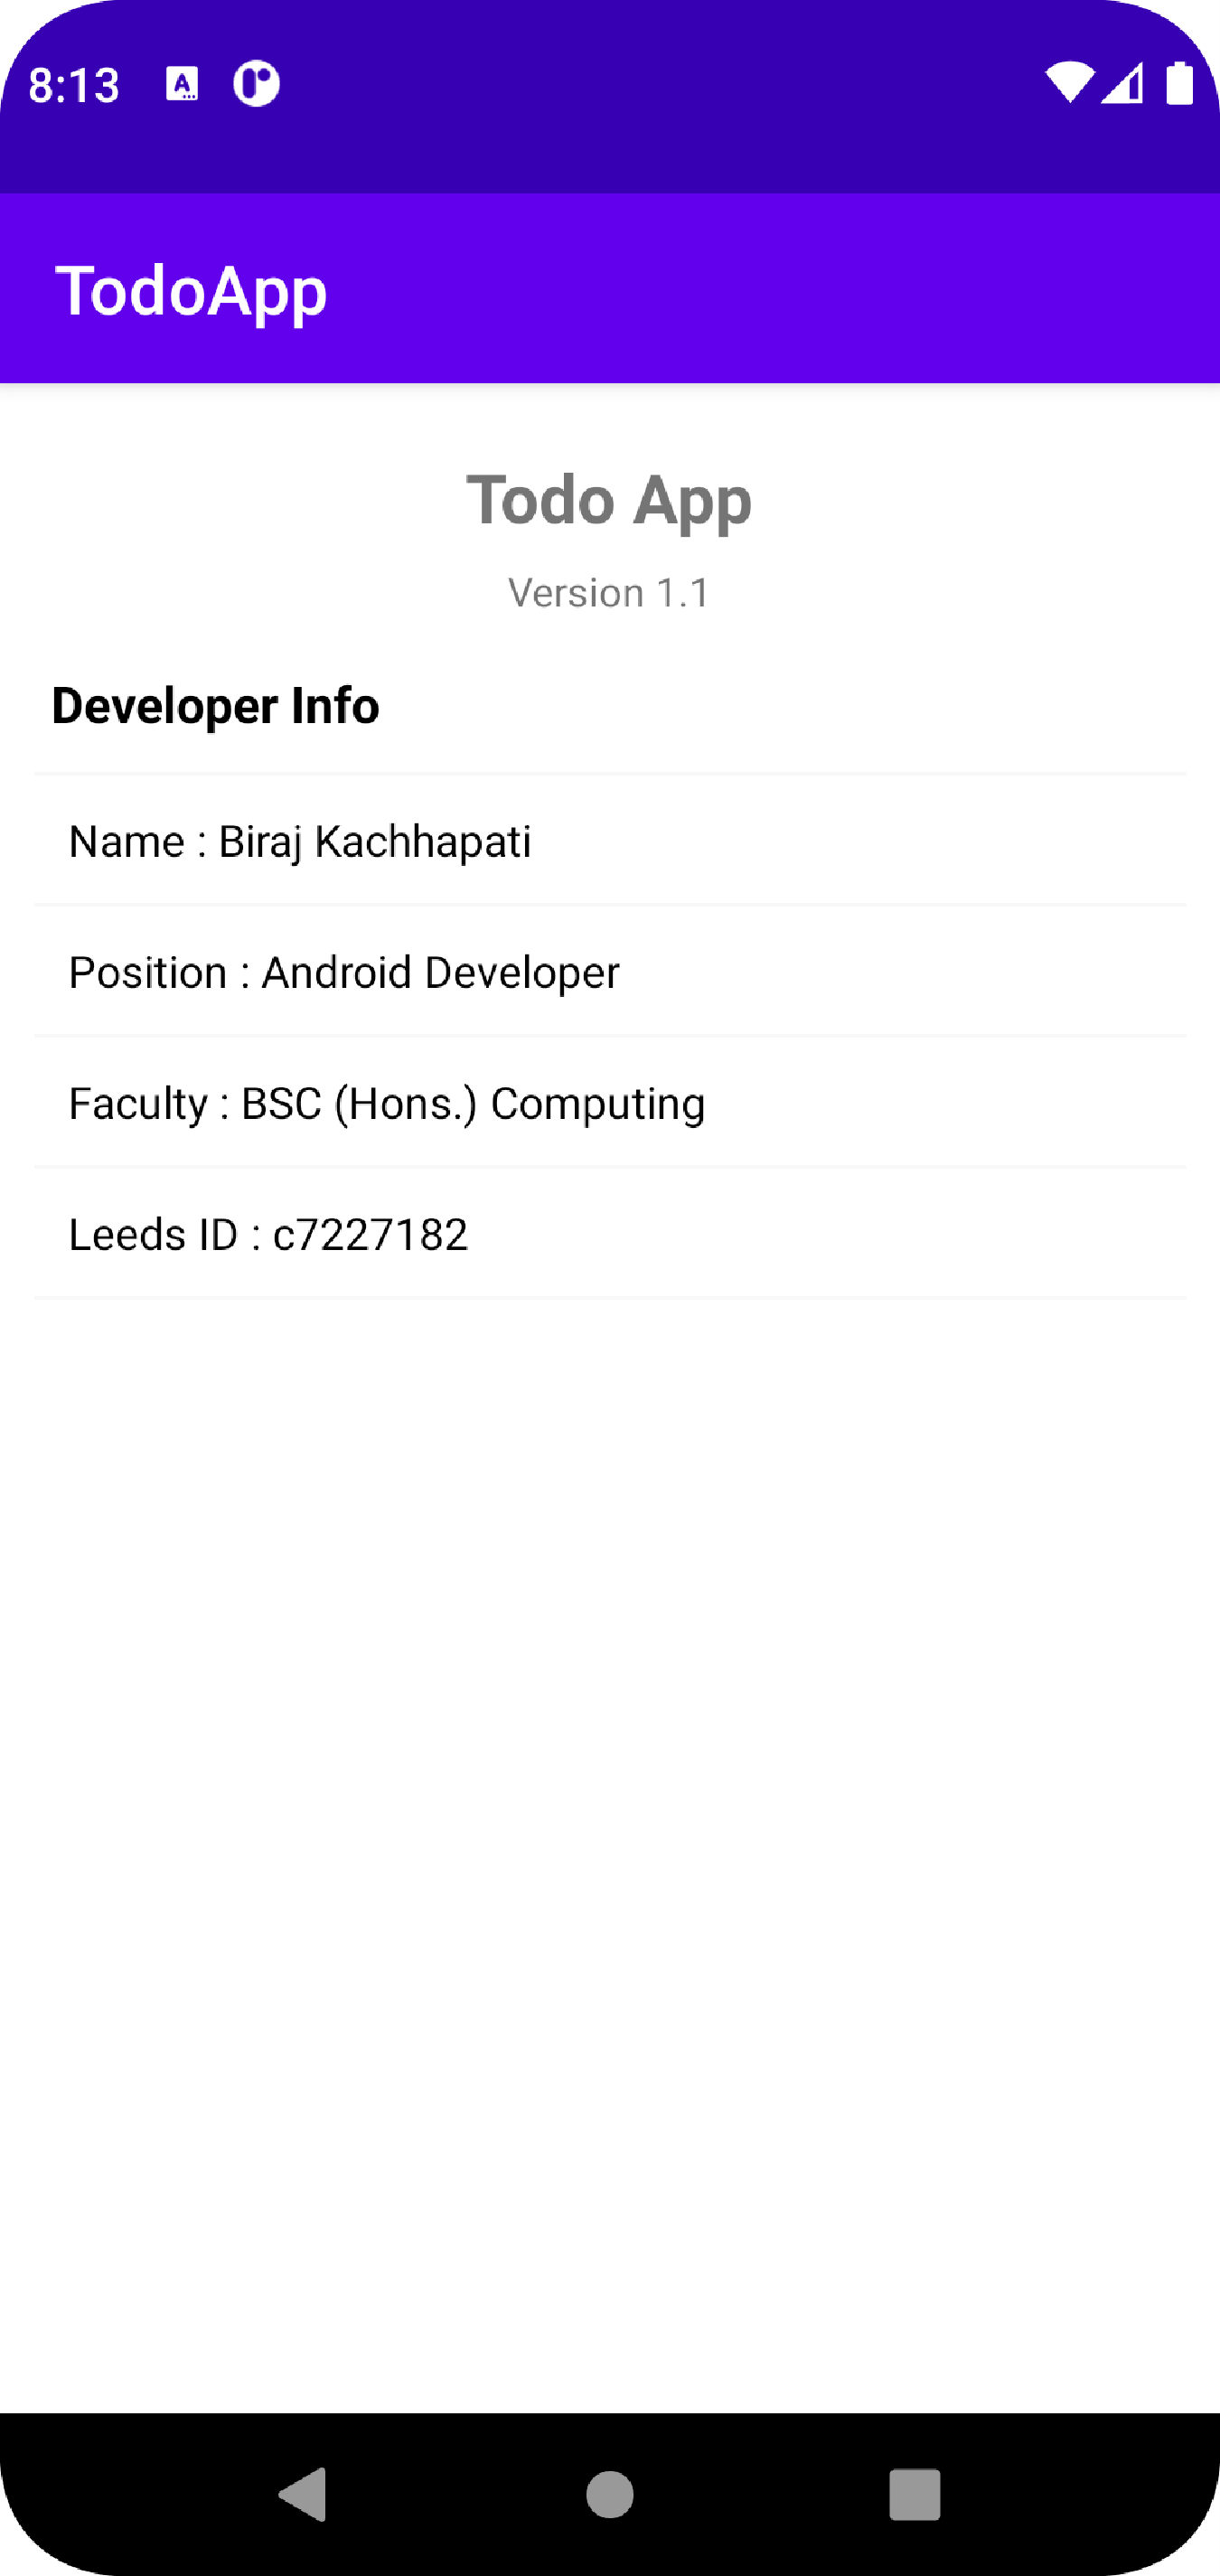 8:13
TodoApp
Todo App
Version 1.1
Developer Info
Name : Biraj Kachhapati
Position : Android Developer
Faculty : BSC (Hons.) Computing
Leeds ID : c7227182